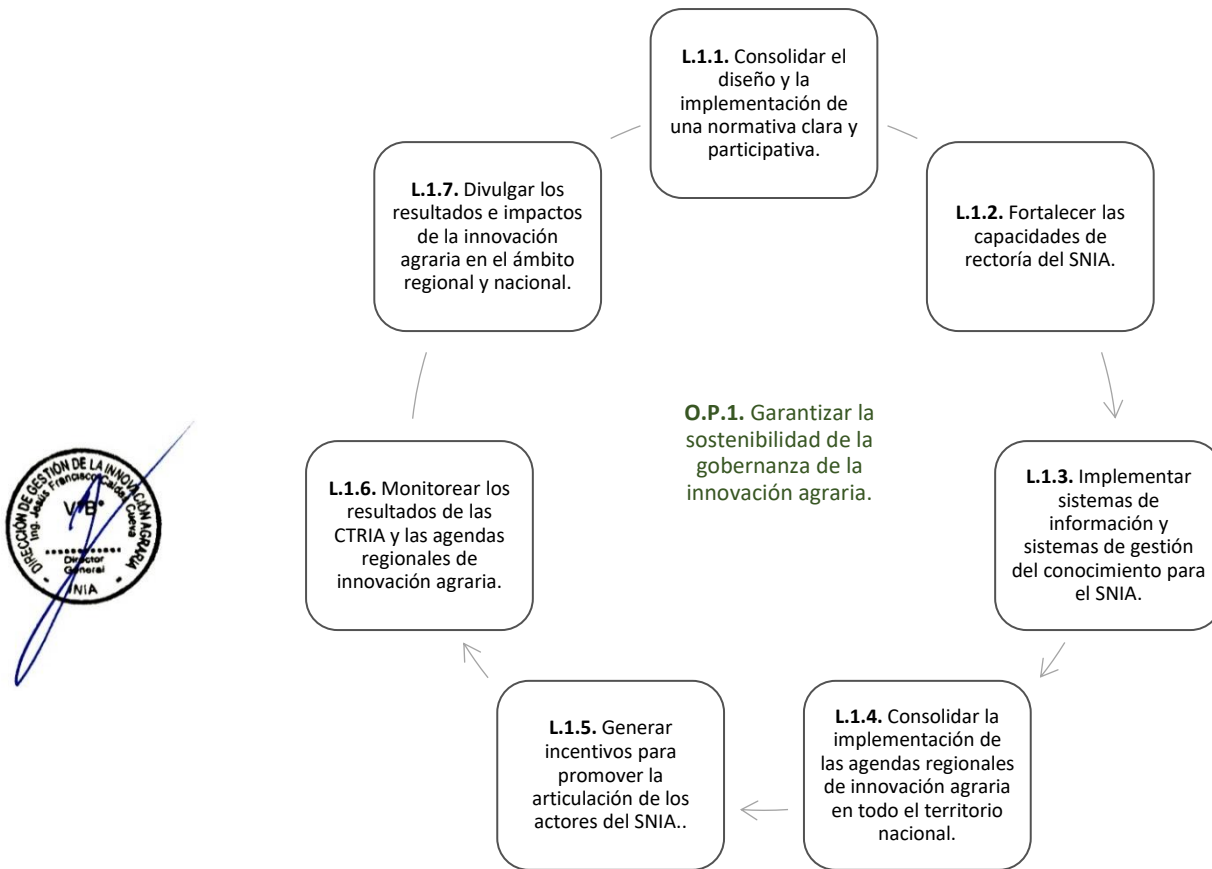 L.1.1. Consolidar el
diseño y la
implementación de
una normativa clara y
participativa.
L.1.2. Fortalecer las
capacidades de
rectoría del SNIA.
L.1.3. Implementar
sistemas de
información y
sistemas de gestión
del conocimiento para
el SNIA.
L.1.4. Consolidar la
implementación de
las agendas regionales
de innovación agraria
en todo el territorio
nacional.
L.1.5. Generar
incentivos para
promover la
articulación de los
actores del SNIA..
L.1.6. Monitorear los
resultados de las
CTRIA y las agendas
regionales de
innovación agraria.
L.1.7. Divulgar los
resultados e impactos
de la innovación
agraria en el ámbito
regional y nacional.
O.P.1. Garantizar la
sostenibilidad de la
gobernanza de la
innovación agraria.
DIRECCIÓN DE GESTIÓN DE LA INNOVACIÓN AGRARIA
Ing. Jesús Francisco Caldas Cueva
V°B°
Director
General
- INIA -